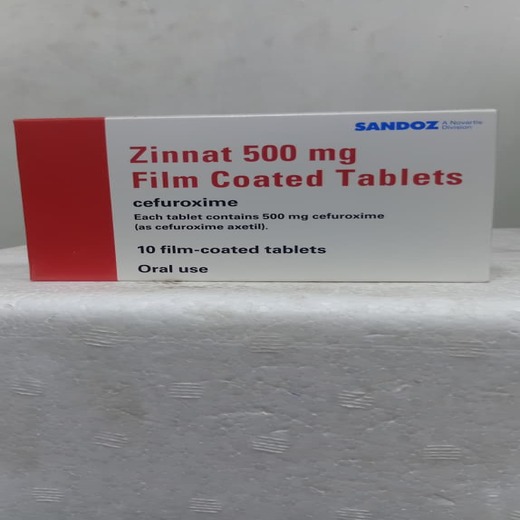 SANDOZ A Novartis
Division
Zinnat 500 mg
Film Coated Tablets
cefuroxime
Each tablet contains 500 mg cefuroxime
(as cefuroxime axetil).
10 film-coated tablets
Oral use